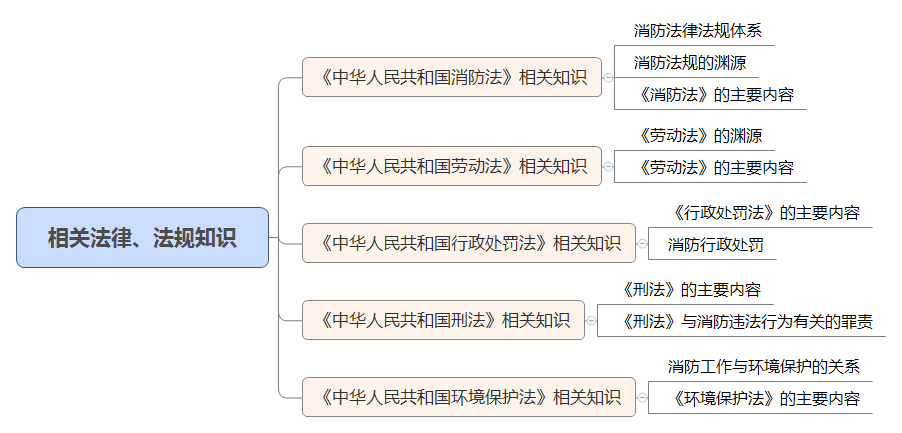 相关法律、法规知识
《中华人民共和国消防法》相关知识
消防法律法规体系
消防法规的渊源
《消防法》的主要内容
《中华人民共和国劳动法》相关知识
《劳动法》的渊源
《劳动法》的主要内容
《中华人民共和国行政处罚法》相关知识
《行政处罚法》的主要内容
消防行政处罚
《中华人民共和国刑法》相关知识
《刑法》的主要内容
《刑法》与消防违法行为有关的罪责
《中华人民共和国环境保护法》相关知识
消防工作与环境保护的关系
《环境保护法》的主要内容